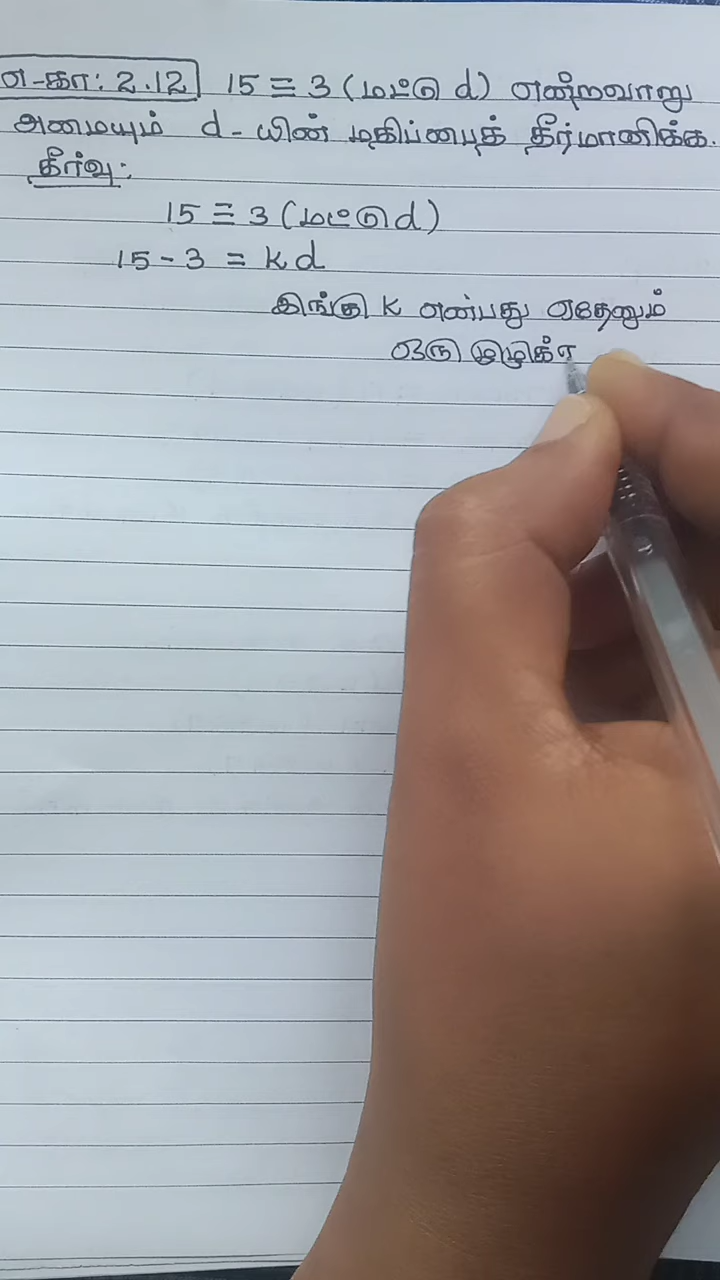 எ-கா: 2.12 15 ≡ 3 (மட்டு d) என்றவாறு
அமையும் d-யின் மதிப்பைத் தீர்மானிக்க.
தீர்வு:
15 ≡ 3 (மட்டு d)
15 - 3 = kd
இங்கு k என்பது ஏதேனும்
ஒரு முழுக்எ